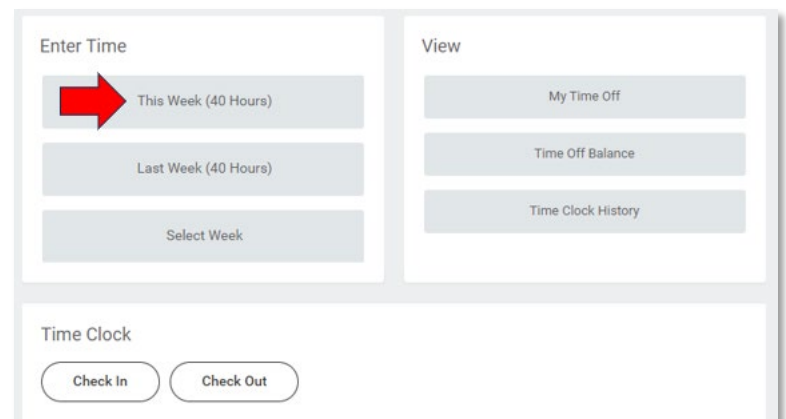 Enter Time
This Week (40 Hours)
Last Week (40 Hours)
Select Week
View
My Time Off
Time Off Balance
Time Clock History
Time Clock
Check In
Check Out